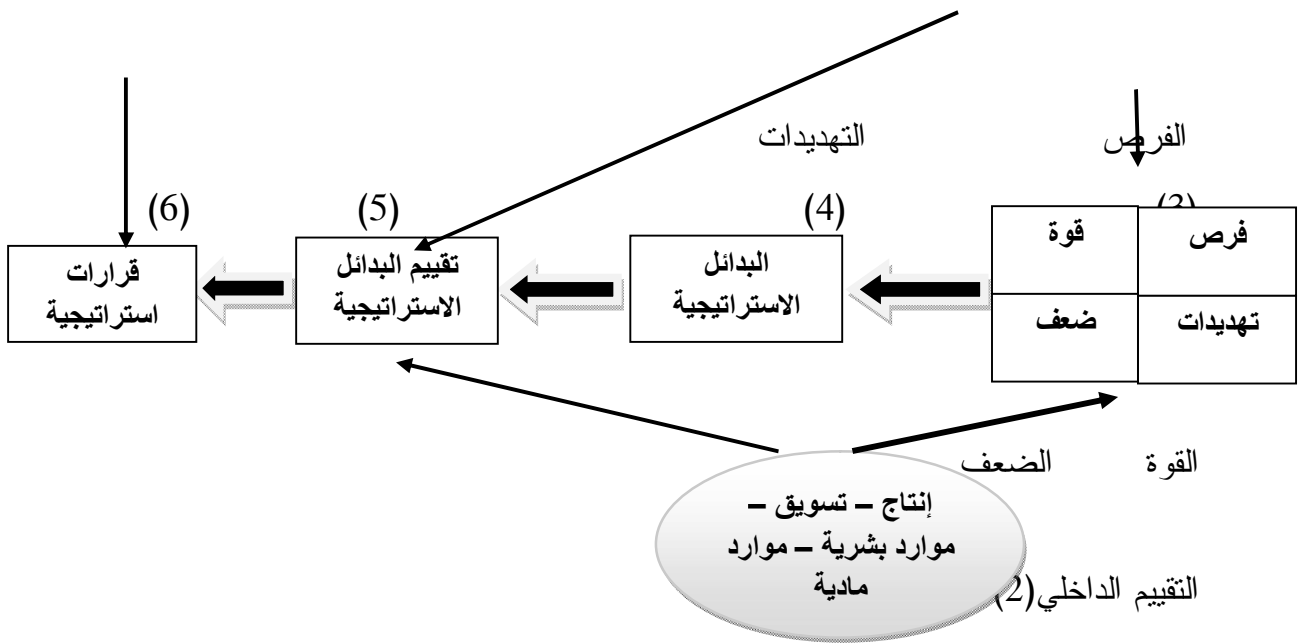 الفرص التهديدات
(3) (4) (5) (6)
فرص قوة
تهديدات ضعف
البدائل
الاستراتيجية
تقييم البدائل
الاستراتيجية
قرارات
استراتيجية
القوة الضعف
إنتاج – تسويق –
موارد بشرية – موارد
مادية
التقييم الداخلي(2)